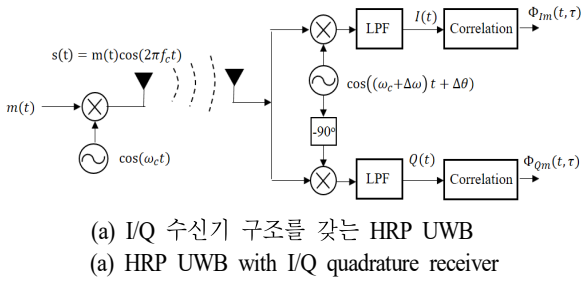 s(t) = m(t)cos(2πf_c t)
m(t)
cos(ω_c t)
LPF
I(t)
Correlation
Φ_Im(t,τ)
cos((ω_c+Δω) t + Δθ)
-90°
LPF
Q(t)
Correlation
Φ_Qm(t,τ)
(a) I/Q 수신기 구조를 갖는 HRP UWB
(a) HRP UWB with I/Q quadrature receiver